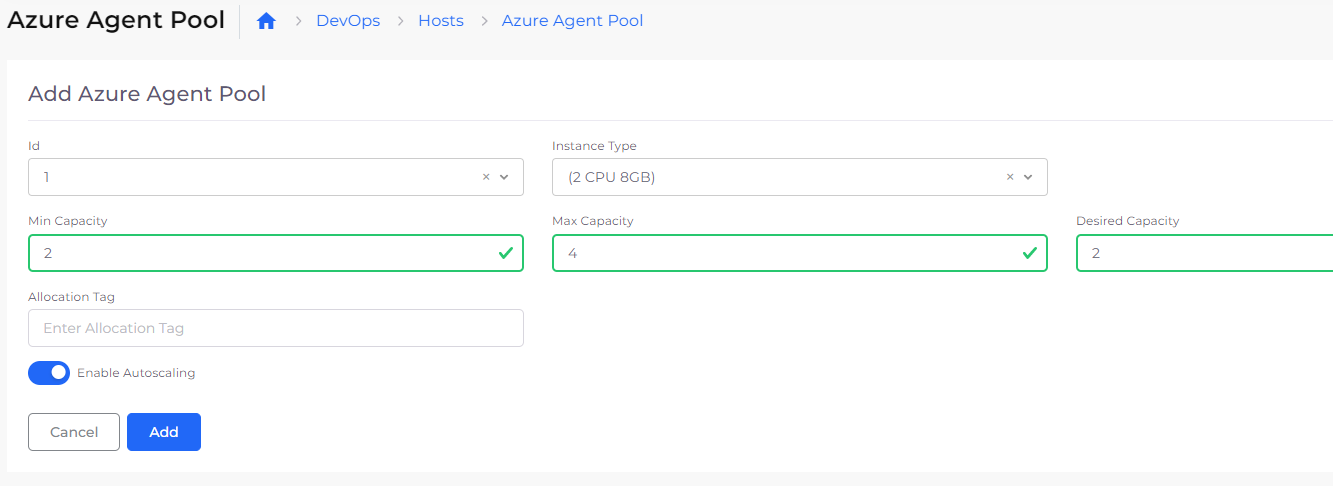 Azure Agent Pool
DevOps > Hosts > Azure Agent Pool
Add Azure Agent Pool
Id
Instance Type
1
(2 CPU 8GB)
Min Capacity
Max Capacity
Desired Capacity
2
4
2
Allocation Tag
Enter Allocation Tag
Enable Autoscaling
Cancel
Add